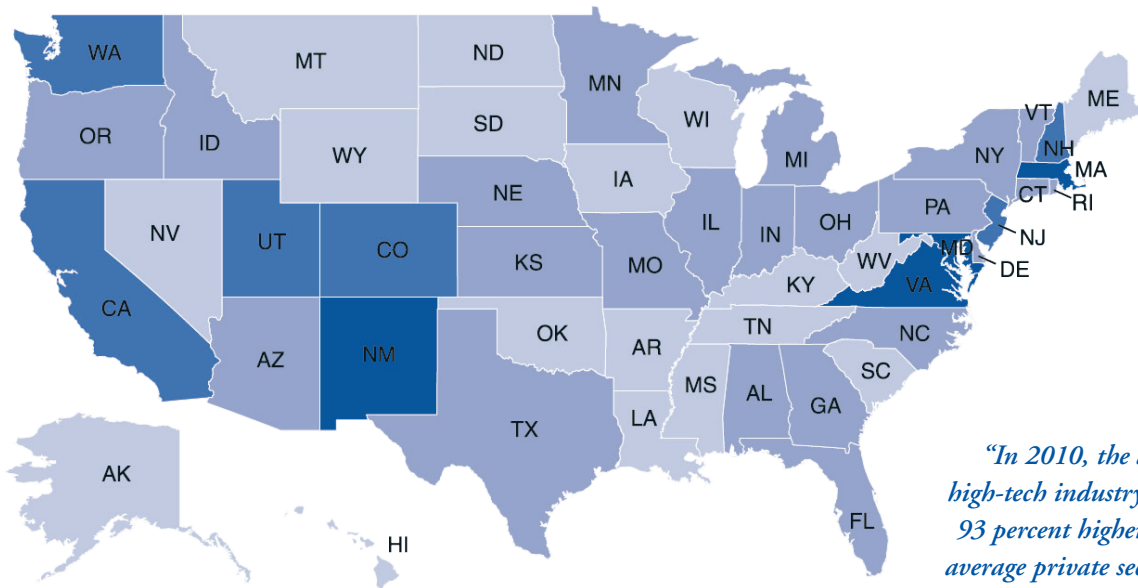 WA
MT
ND
MN
ME
VT
OR
ID
SD
WI
NY
NH
MA
WY
MI
CT
RI
IA
NE
PA
NV
UT
CO
IL
IN
OH
NJ
MD
DE
KS
MO
WV
VA
KY
CA
TN
NC
AZ
NM
OK
AR
SC
MS
AL
GA
LA
TX
AK
FL
HI
“In 2010, the
high-tech industry
93 percent higher
average private sec